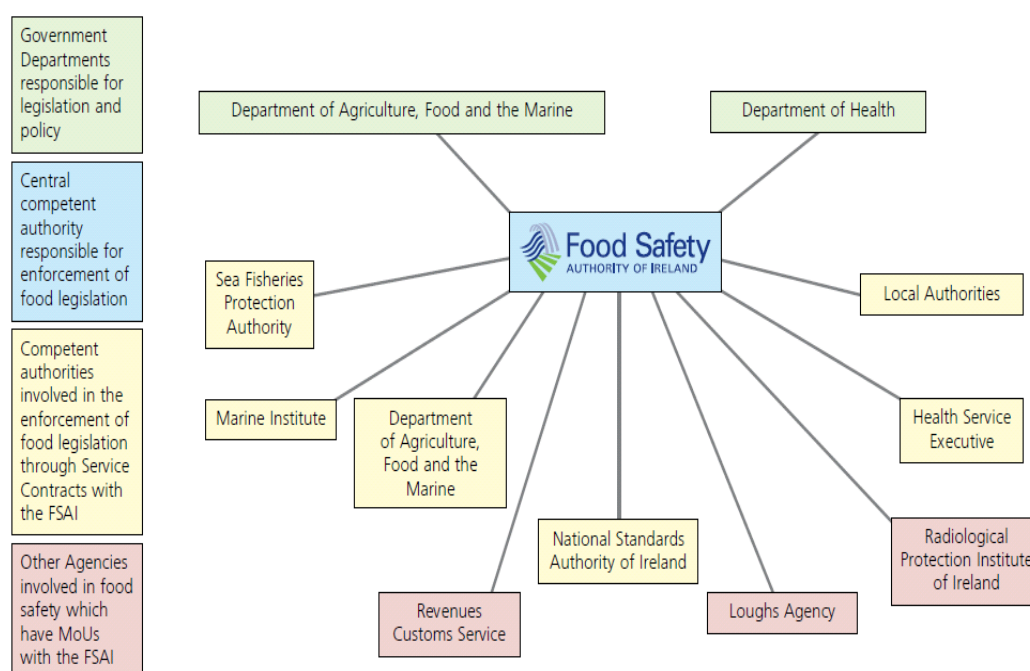 Government
Departments
responsible for
legislation and
policy
Department of Agriculture, Food and the Marine
Department of Health
Central
competent
authority
responsible for
enforcement of
food legislation
Food Safety
AUTHORITY OF IRELAND
Sea Fisheries
Protection
Authority
Local Authorities
Competent
authorities
involved in the
enforcement of
food legislation
through Service
Contracts with
the FSAI
Marine Institute
Department
of Agriculture,
Food and the
Marine
Health Service
Executive
National Standards
Authority of Ireland
Radiological
Protection Institute
of Ireland
Other Agencies
involved in food
safety which
have MoUs
with the FSAI
Revenues
Customs Service
Loughs Agency